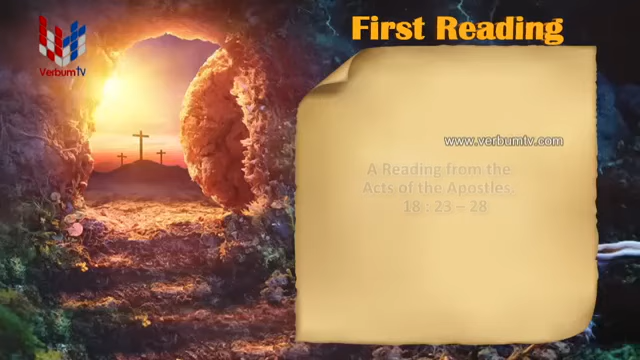 First Reading
VerbumTV
www.verbumtv.com
A Reading from the
Acts of the Apostles.
18 : 23 – 28